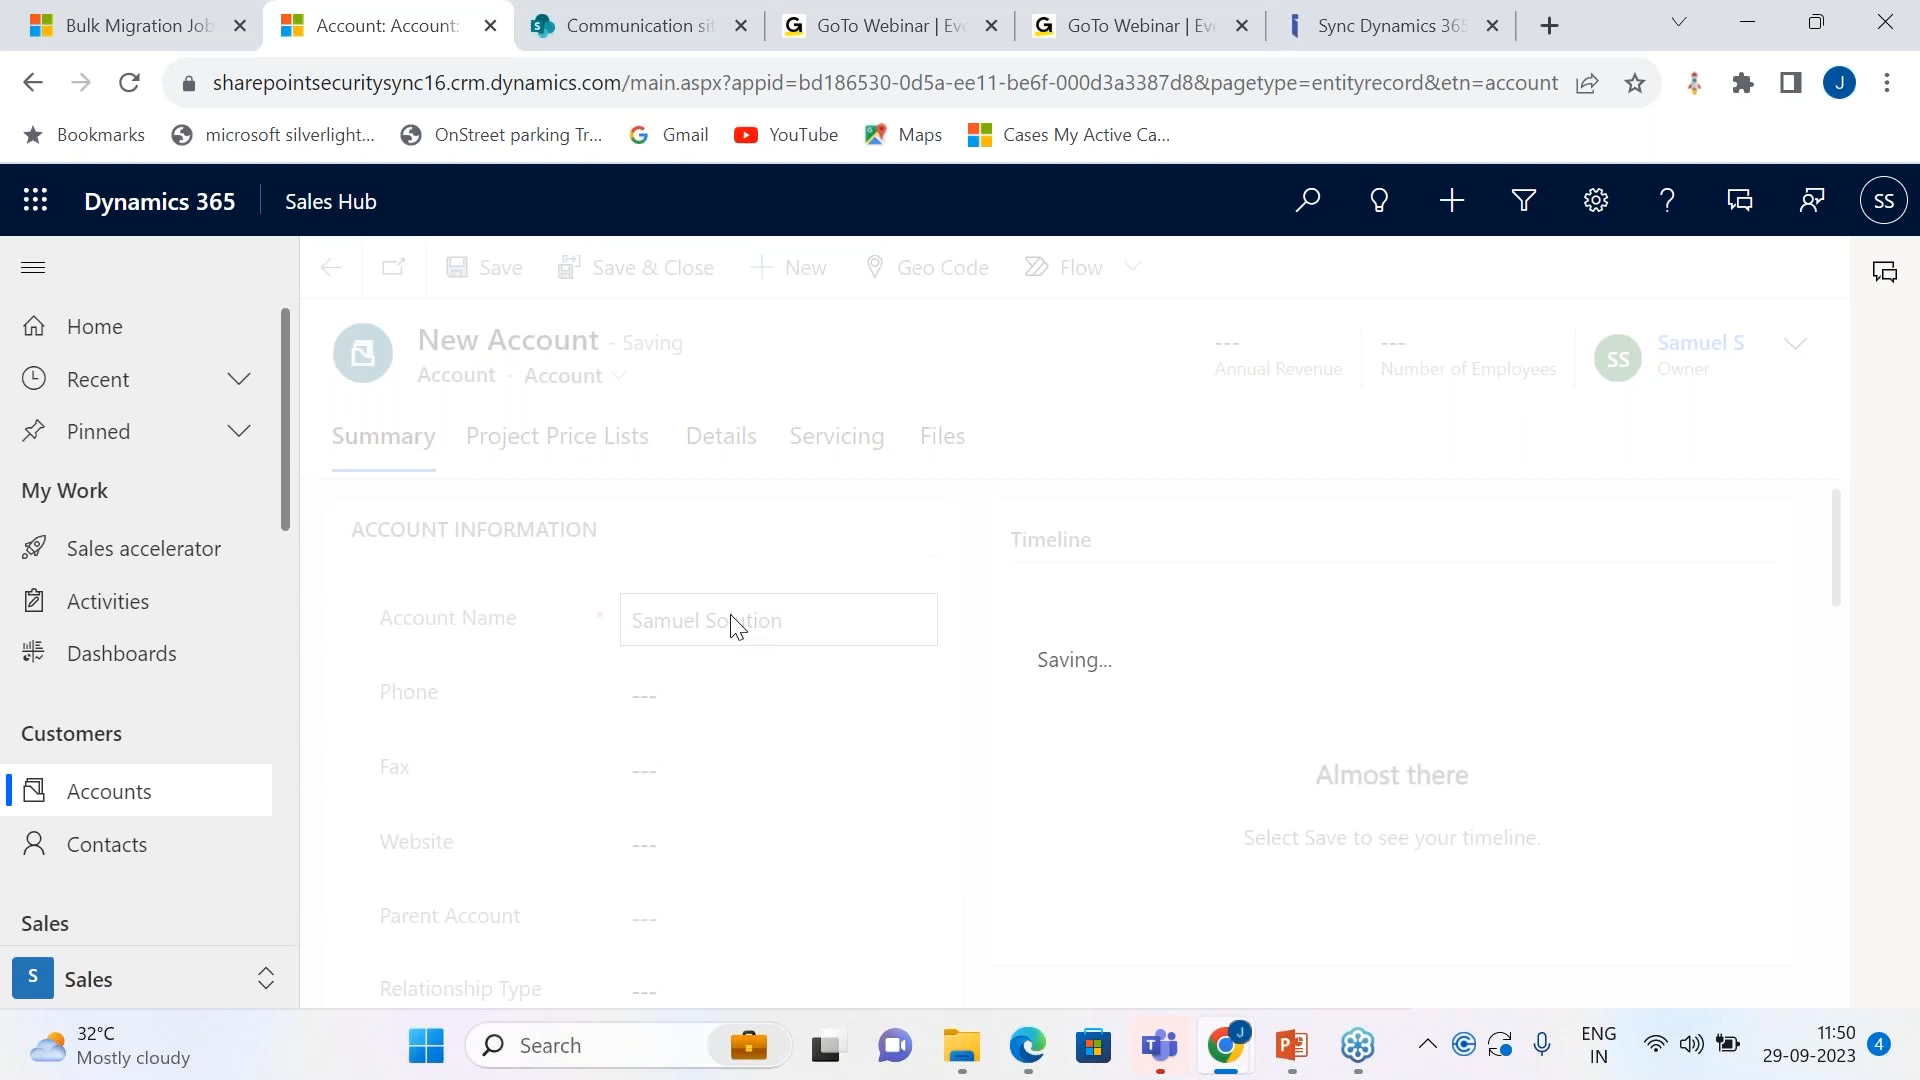 Bulk Migration Job
Account: Account:
Communication sit
GoTo Webinar | Eve
GoTo Webinar | Eve
Sync Dynamics 365
sharepointsecuritysync16.crm.dynamics.com/main.aspx?appid=bd186530-0d5a-ee11-be6f-000d3a3387d8&pagetype=entityrecord&etn=account
J
Bookmarks
microsoft silverlight...
OnStreet parking Tr...
Gmail
YouTube
Maps
Cases My Active Ca...
Dynamics 365
Sales Hub
SS
Save
Save & Close
New
Geo Code
Flow
Home
Recent
Pinned
My Work
Sales accelerator
Activities
Dashboards
Customers
Accounts
Contacts
Sales
S
Sales
New Account - Saving
Account · Account
---
Annual Revenue
---
Number of Employees
SS
Samuel S
Owner
Summary
Project Price Lists
Details
Servicing
Files
ACCOUNT INFORMATION
Account Name
*
Samuel Solution
Phone
---
Fax
---
Website
---
Parent Account
---
Relationship Type
---
Timeline
Saving...
Almost there
Select Save to see your timeline.
32°C
Mostly cloudy
Search
J
ENG
IN
11:50
29-09-2023
4